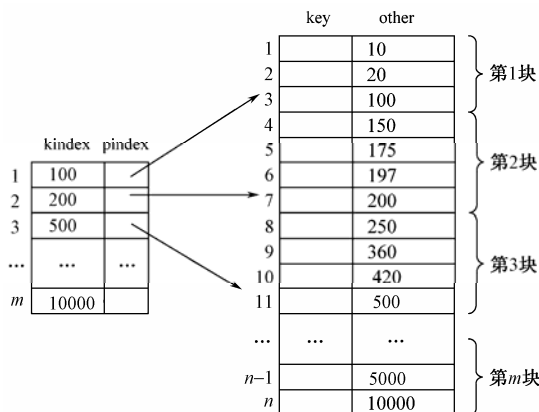 key other
1 10
2 20 第1块
3 100
4 150
5 175
6 197 第2块
7 200
8 250
9 360
10 420 第3块
11 500
... ... ...
n–1 5000 第m块
n 10000
kindex pindex
1 100
2 200
3 500
... ... ...
m 10000